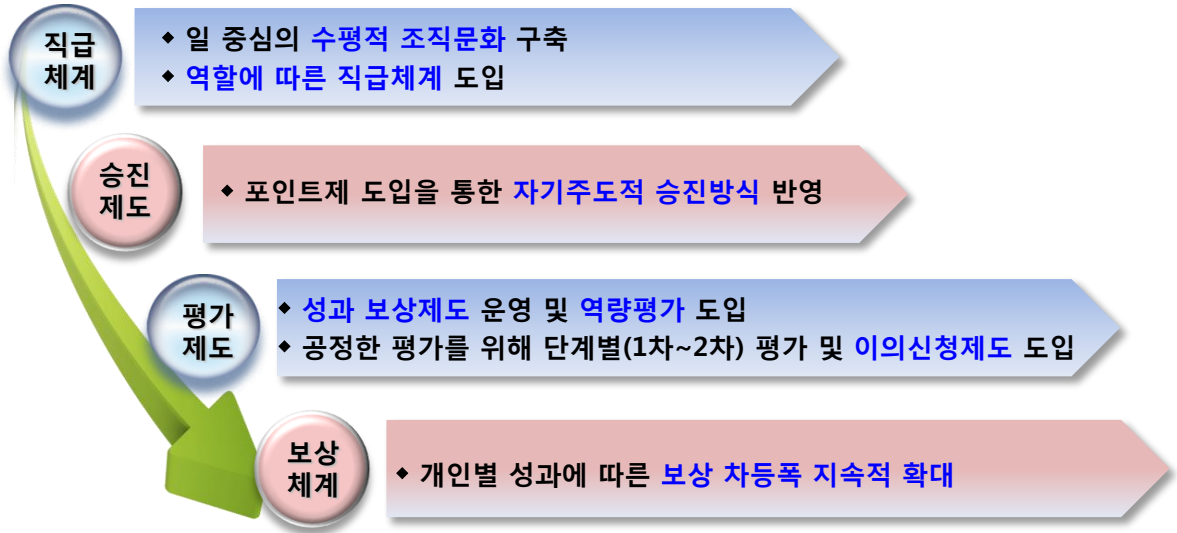 직급
체계
◆ 일 중심의 수평적 조직문화 구축
◆ 역할에 따른 직급체계 도입
승진
제도
◆ 포인트제 도입을 통한 자기주도적 승진방식 반영
평가
제도
◆ 성과 보상제도 운영 및 역량평가 도입
◆ 공정한 평가를 위해 단계별(1차~2차) 평가 및 이의신청제도 도입
보상
체계
◆ 개인별 성과에 따른 보상 차등폭 지속적 확대